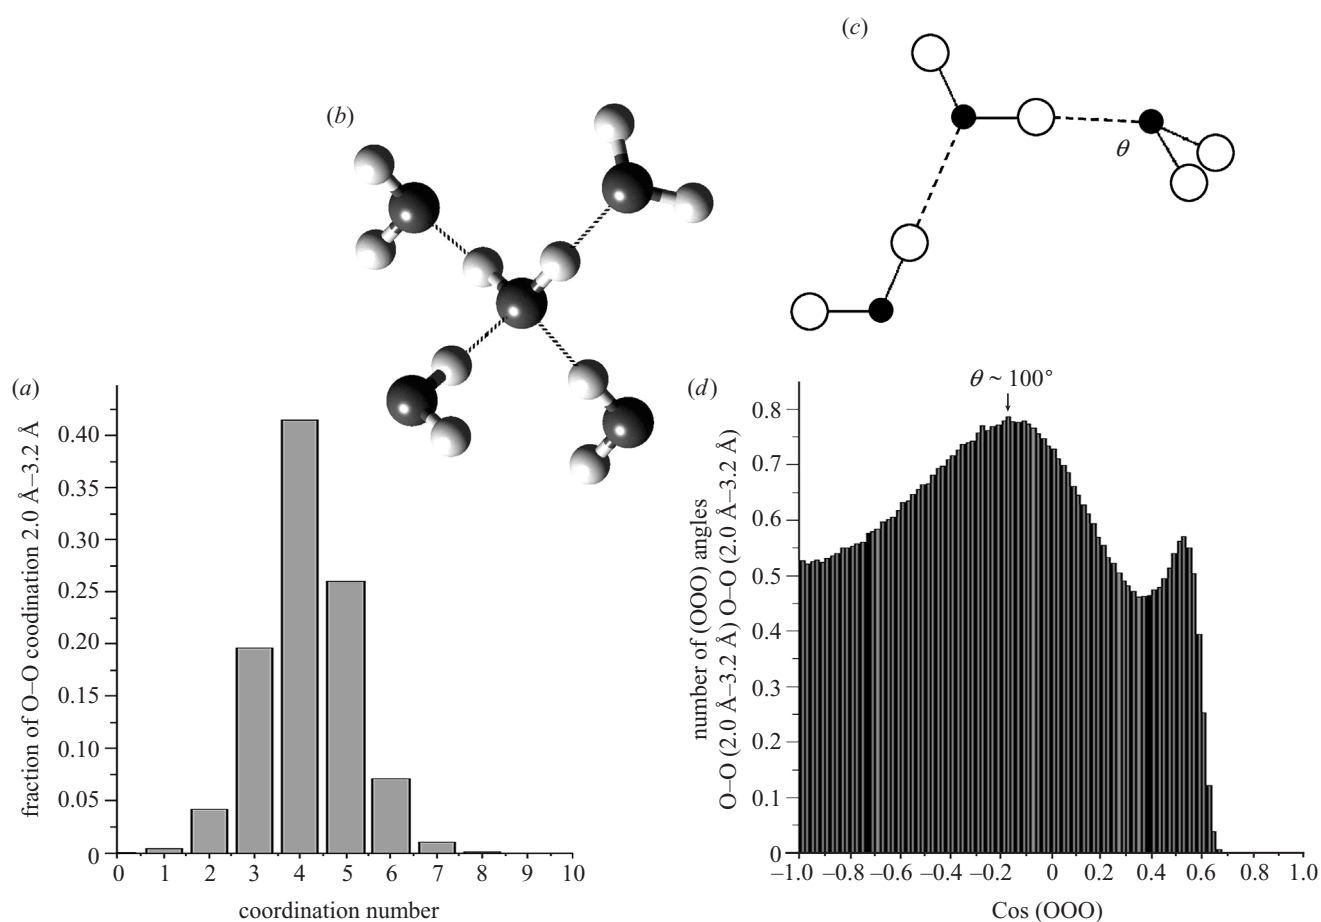 (c)
(b)
θ
(a)
fraction of O–O coodination 2.0 Å–3.2 Å
0.40
0.35
0.30
0.25
0.20
0.15
0.10
0.05
0
0 1 2 3 4 5 6 7 8 9 10
coordination number
(d)
θ ~ 100°
number of (OOO) angles
O–O (2.0 Å–3.2 Å) O–O (2.0 Å–3.2 Å)
0.8
0.7
0.6
0.5
0.4
0.3
0.2
0.1
0
–1.0 –0.8 –0.6 –0.4 –0.2 0 0.2 0.4 0.6 0.8 1.0
Cos (OOO)